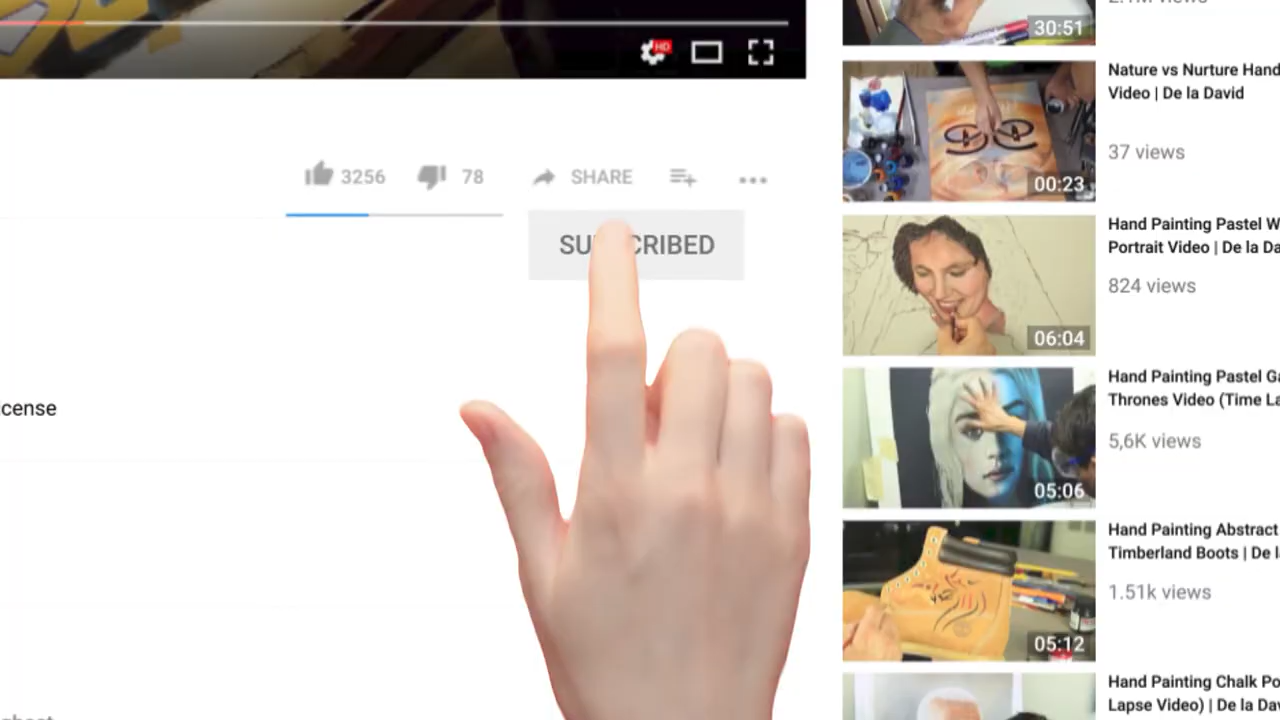 HD
3256 78 SHARE
SU CRIBED
icense
30:51
Nature vs Nurture Hand
Video | De la David
37 views
00:23
Hand Painting Pastel W
Portrait Video | De la Da
824 views
06:04
Hand Painting Pastel Ga
Thrones Video (Time La
5,6K views
05:06
Hand Painting Abstract
Timberland Boots | De l
1.51k views
05:12
Hand Painting Chalk Po
Lapse Video) | De la Dav